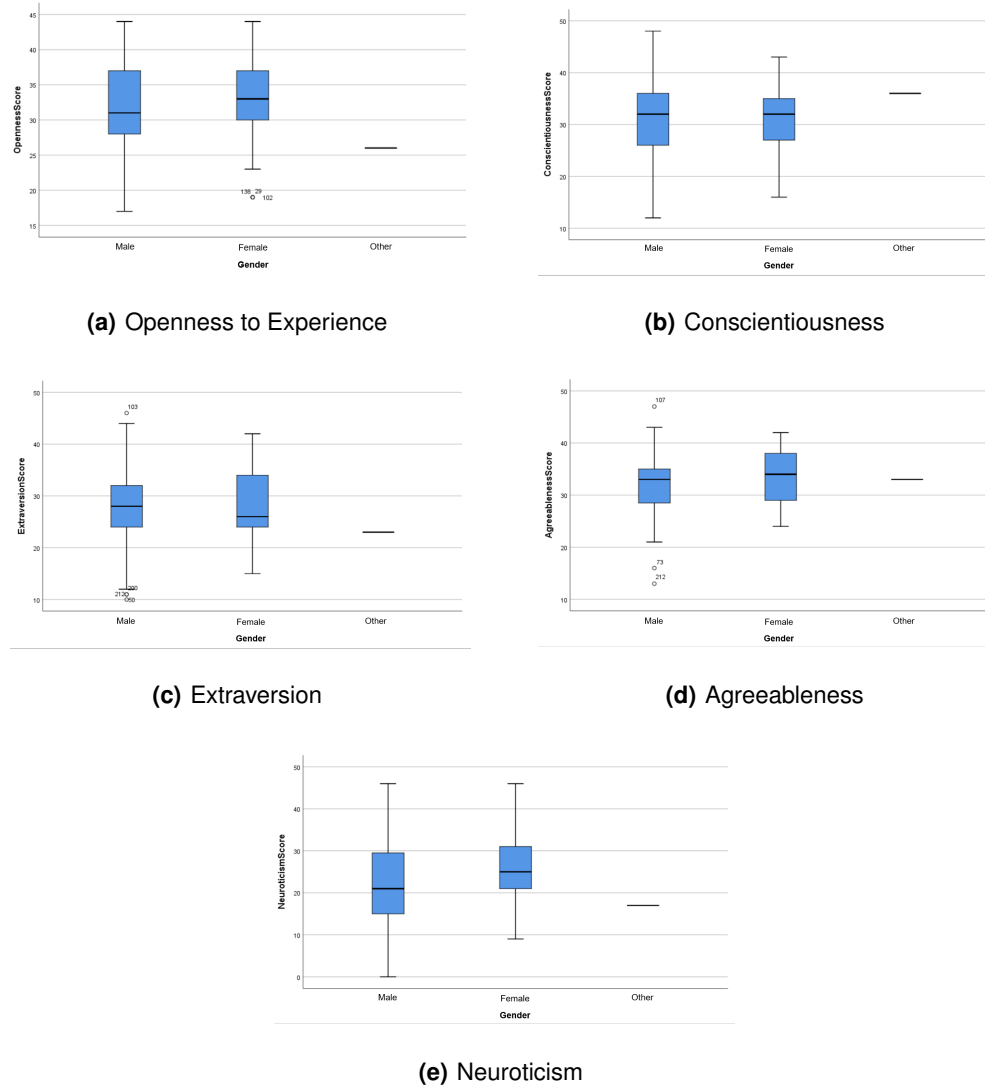 45
40
35
30
25
20
15
OpennessScore
138 29
102
Male Female Other
Gender
(a) Openness to Experience
50
40
30
20
10
ConscientiousnessScore
Male Female Other
Gender
(b) Conscientiousness
50
40
30
20
10
ExtraversionScore
103
50
Male Female Other
Gender
(c) Extraversion
50
40
30
20
10
AgreeablenessScore
107
73
212
Male Female Other
Gender
(d) Agreeableness
50
40
30
20
10
0
NeuroticismScore
Male Female Other
Gender
(e) Neuroticism